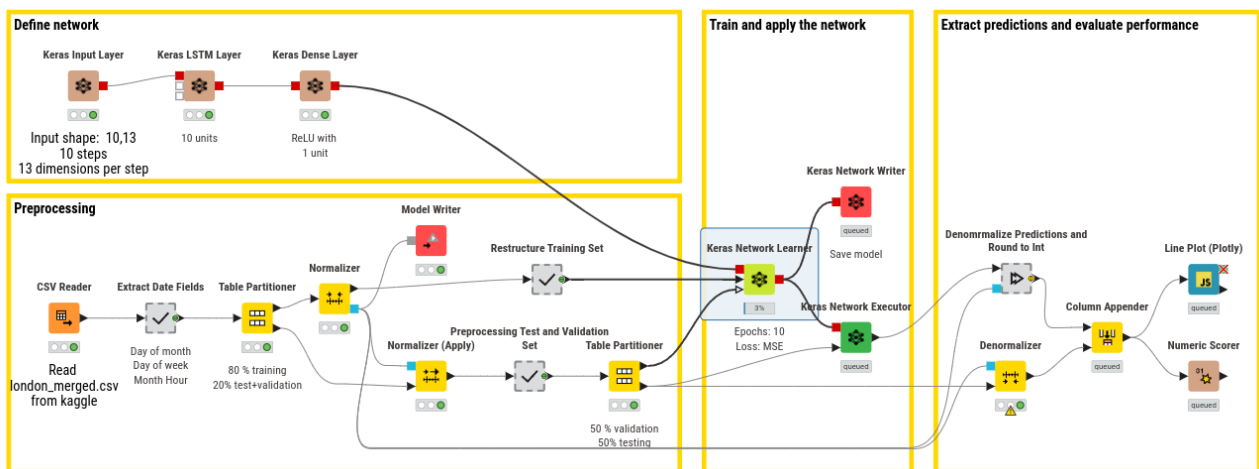 Define network
Keras Input Layer
Keras LSTM Layer
Keras Dense Layer
Input shape: 10,13
10 steps
13 dimensions per step
10 units
ReLU with
1 unit
Preprocessing
CSV Reader
Read
london_merged.csv
from kaggle
Extract Date Fields
Day of month
Day of week
Month Hour
Table Partitioner
80 % training
20% test+validation
Normalizer
Model Writer
Restructure Training Set
Normalizer (Apply)
Preprocessing Test and Validation
Set
Table Partitioner
50 % validation
50% testing
Train and apply the network
Keras Network Learner
3%
Epochs: 10
Loss: MSE
Keras Network Writer
queued
Save model
Keras Network Executor
queued
Extract predictions and evaluate performance
Denomrmalize Predictions and
Round to Int
queued
Denormalizer
Column Appender
queued
Line Plot (Plotly)
JS
queued
Numeric Scorer
01
queued